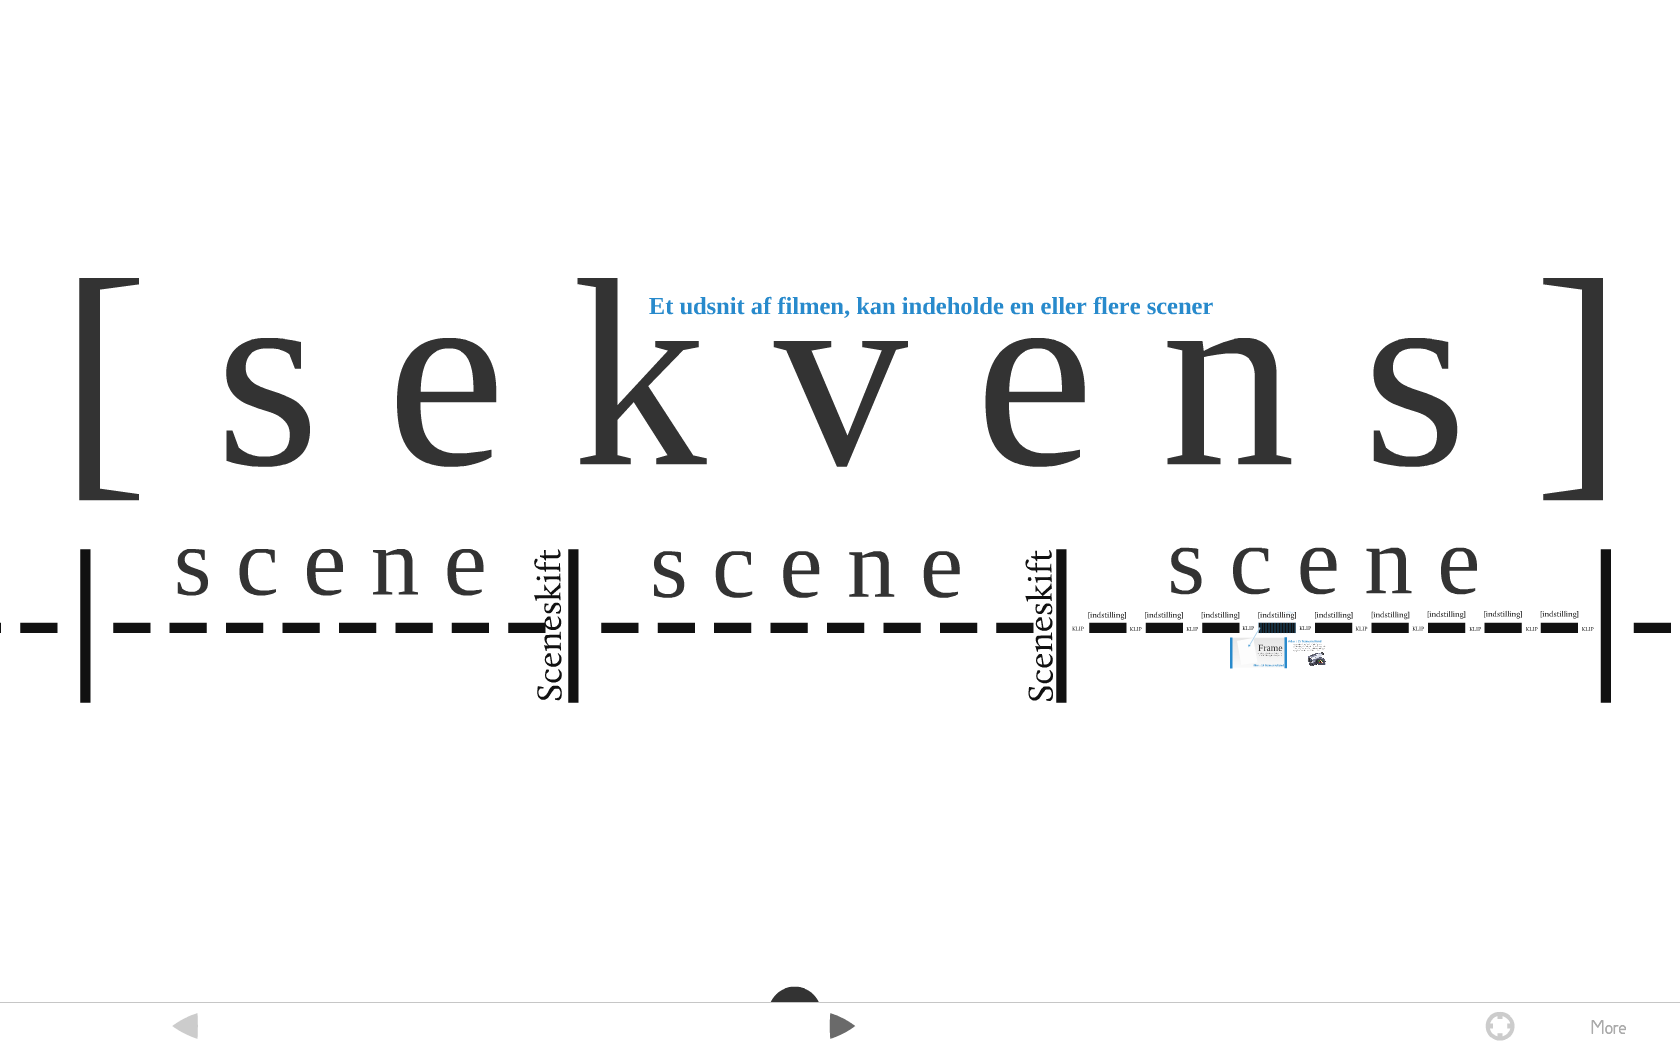 Et udsnit af filmen, kan indeholde en eller flere scener
[ s e k v e n s ]
s c e n e
Sceneskift
s c e n e
Sceneskift
s c e n e
[indstilling] [indstilling] [indstilling] [indstilling] [indstilling] [indstilling] [indstilling] [indstilling] [indstilling]
KLIP KLIP KLIP KLIP KLIP KLIP KLIP KLIP KLIP KLIP
Frame
More